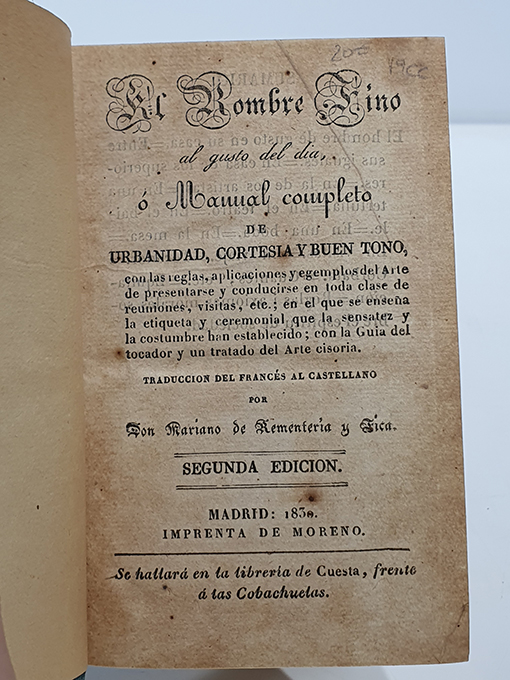 20=
El Hombre Fino
al gusto del dia,
ó Manual completo
DE
URBANIDAD, CORTESIA Y BUEN TONO,
con las reglas, aplicaciones y egemplos del Arte
de presentarse y conducirse en toda clase de
reuniones, visitas, etc.; en el que se enseña
la etiqueta y ceremonial que la sensatez y
la costumbre han establecido; con la Guia del
tocador y un tratado del Arte cisoria.
TRADUCCION DEL FRANCÉS AL CASTELLANO
POR
Don Mariano de Rementería y Fica.
SEGUNDA EDICION.
MADRID: 1830.
IMPRENTA DE MORENO.
Se hallará en la librería de Cuesta, frente
á las Cobachuelas.